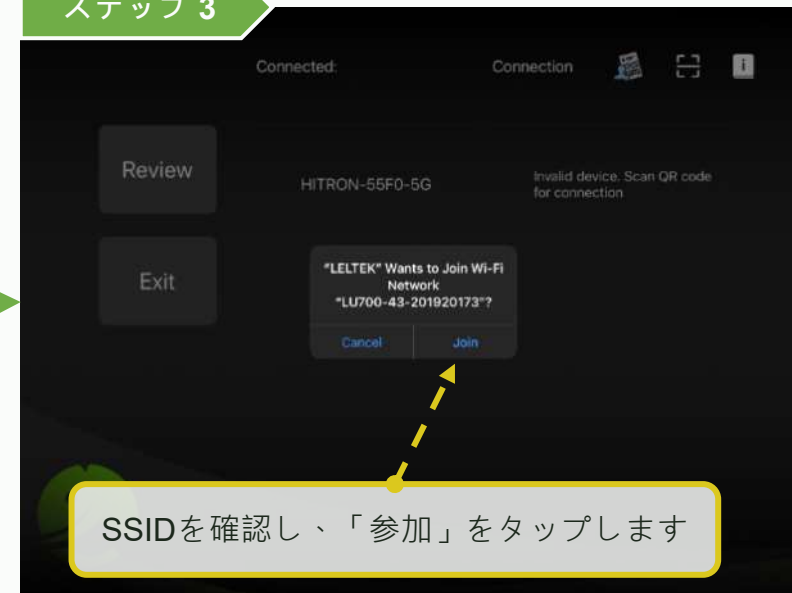 ステップ 3
Connected:
Connection
i
Review
HITRON-55F0-5G
Invalid device. Scan QR code
for connection
Exit
"LELTEK" Wants to Join Wi-Fi
Network
"LU700-43-201920173"?
Cancel
Join
SSIDを確認し、「参加」をタップします